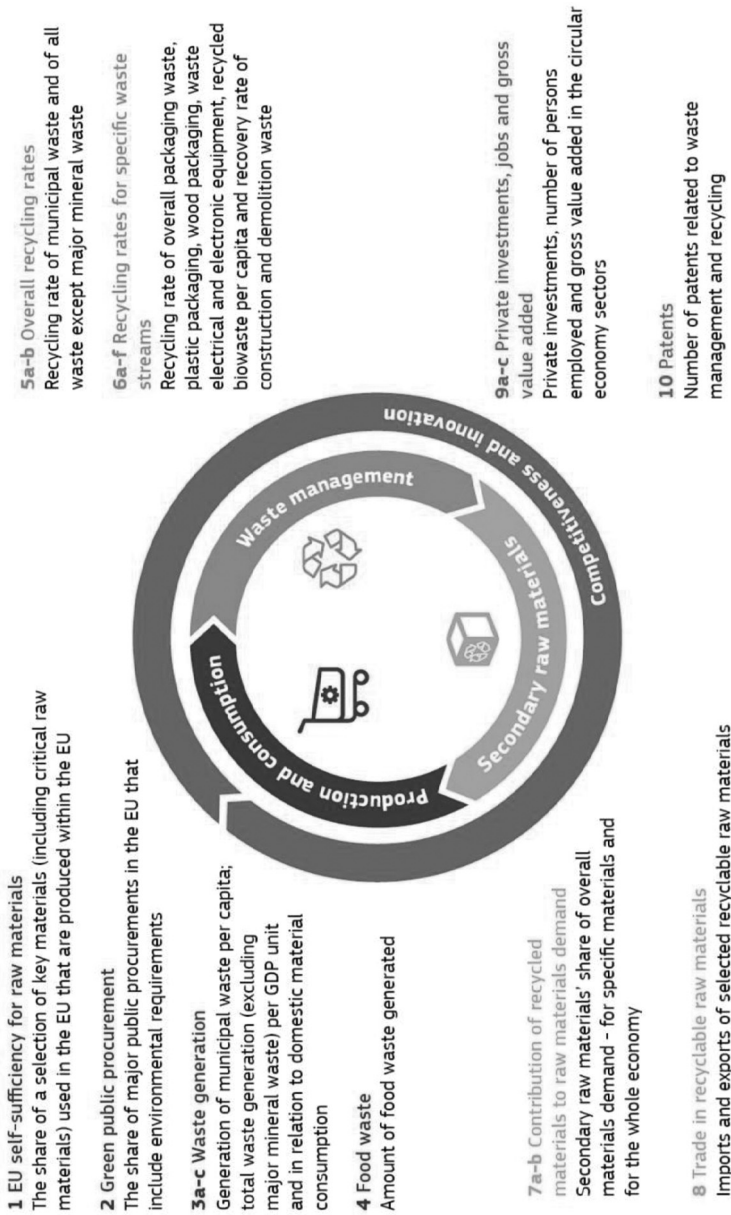 1 EU self-sufficiency for raw materials
The share of a selection of key materials (including critical raw
materials) used in the EU that are produced within the EU
2 Green public procurement
The share of major public procurements in the EU that
include environmental requirements
3a-c Waste generation
Generation of municipal waste per capita;
total waste generation (excluding
major mineral waste) per GDP unit
and in relation to domestic material
consumption
4 Food waste
Amount of food waste generated
5a-b Overall recycling rates
Recycling rate of municipal waste and of all
waste except major mineral waste
6a-f Recycling rates for specific waste
streams
Recycling rate of overall packaging waste,
plastic packaging, wood packaging, waste
electrical and electronic equipment, recycled
biowaste per capita and recovery rate of
construction and demolition waste
Production and consumption
Waste management
Secondary raw materials
Competitiveness and innovation
7a-b Contribution of recycled
materials to raw materials demand
Secondary raw materials' share of overall
materials demand - for specific materials and
for the whole economy
8 Trade in recyclable raw materials
Imports and exports of selected recyclable raw materials
9a-c Private investments, jobs and gross
value added
Private investments, number of persons
employed and gross value added in the circular
economy sectors
10 Patents
Number of patents related to waste
management and recycling